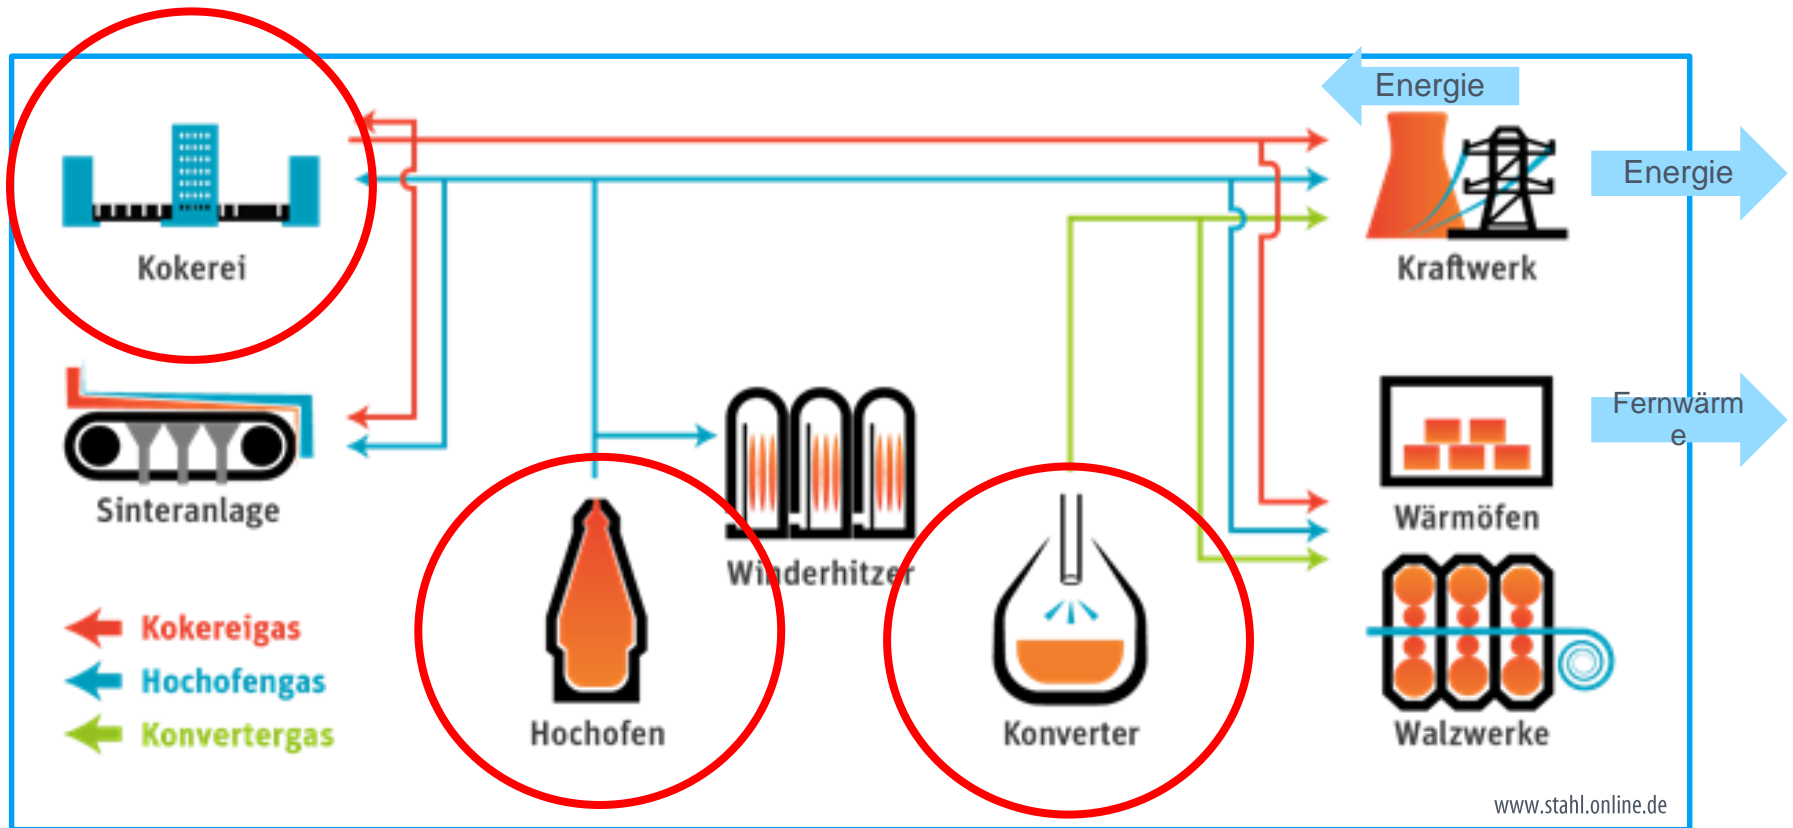 Energie
Energie
Kokerei
Kraftwerk
Fernwärm
e
Sinteranlage
Wärmöfen
Winderhitzer
Kokereigas
Hochofengas
Konvertergas
Hochofen
Konverter
Walzwerke
www.stahl.online.de